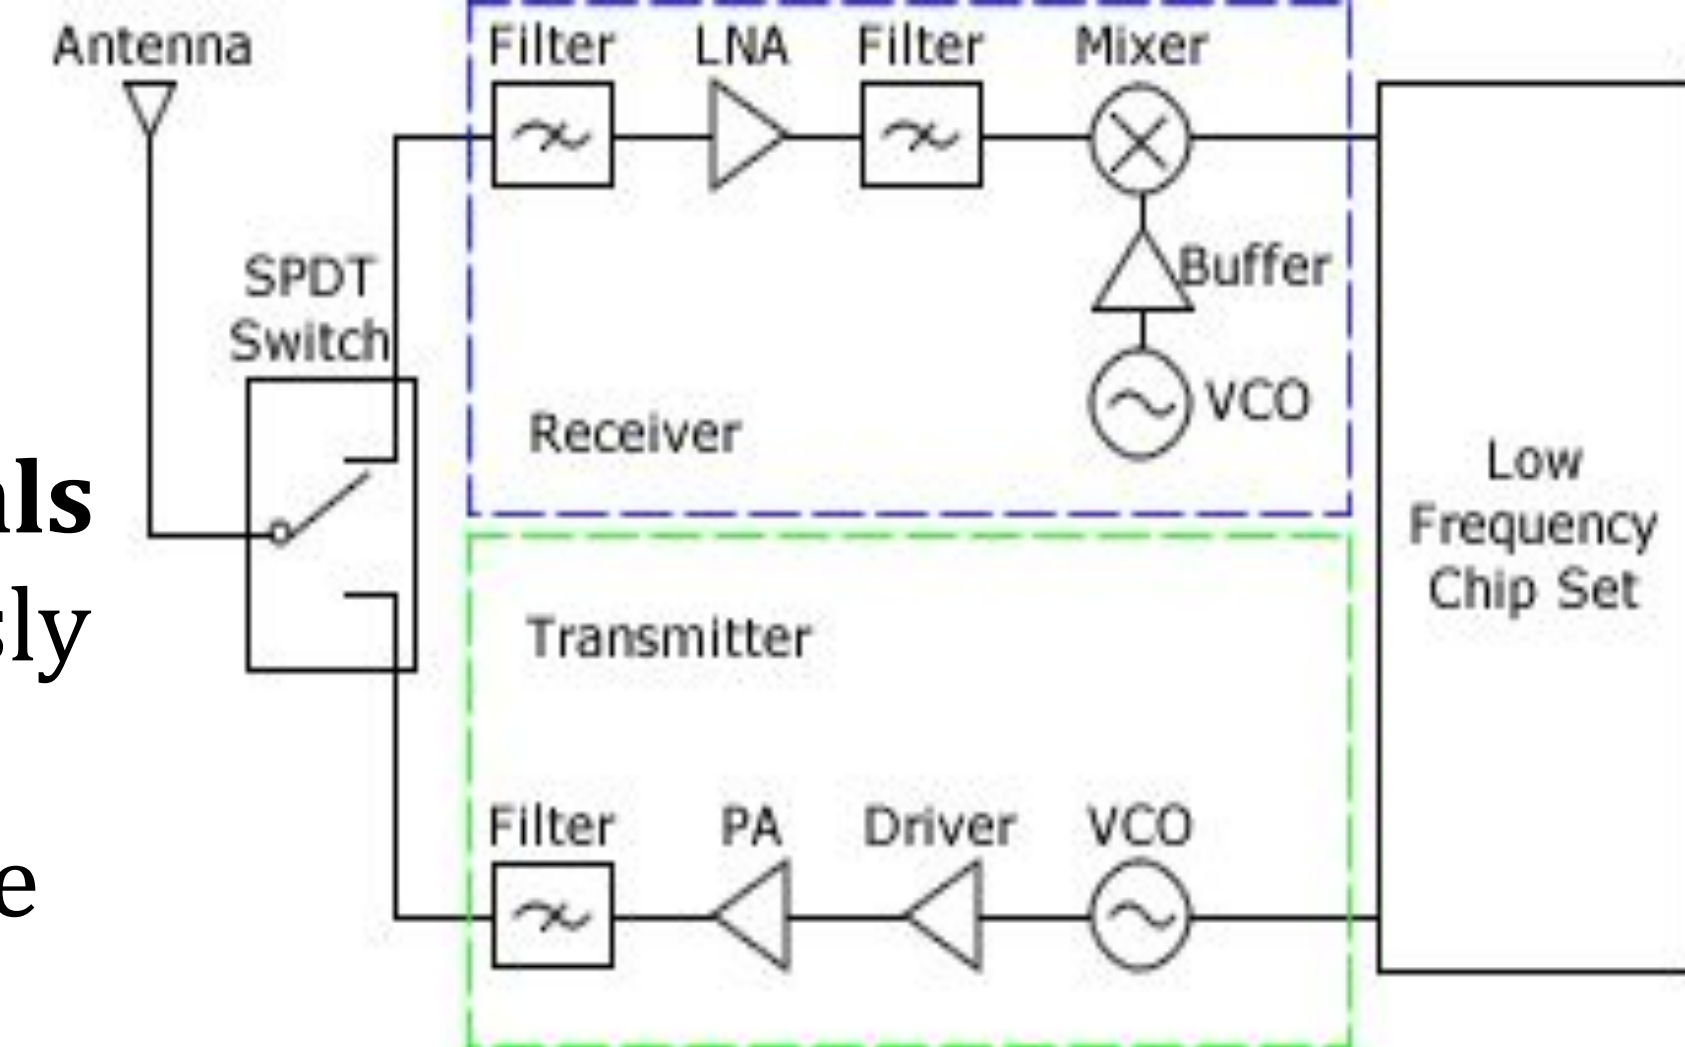 Antenna
Filter
LNA
Filter
Mixer
SPDT
Switch
Buffer
VCO
Receiver
Low
Frequency
Chip Set
Transmitter
Filter
PA
Driver
VCO
als
sly
e